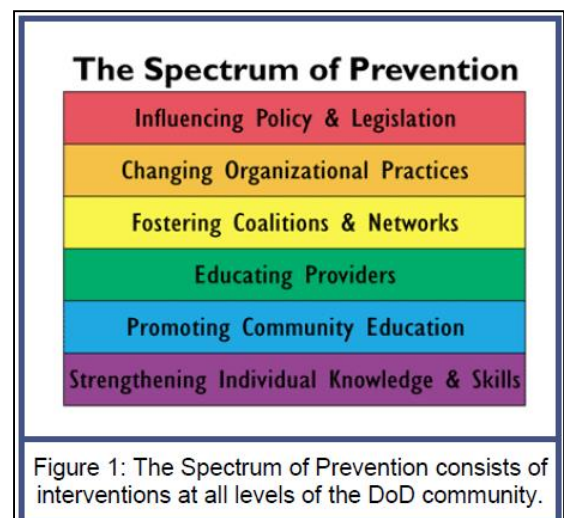 The Spectrum of Prevention
Influencing Policy & Legislation
Changing Organizational Practices
Fostering Coalitions & Networks
Educating Providers
Promoting Community Education
Strengthening Individual Knowledge & Skills
Figure 1: The Spectrum of Prevention consists of
interventions at all levels of the DoD community.